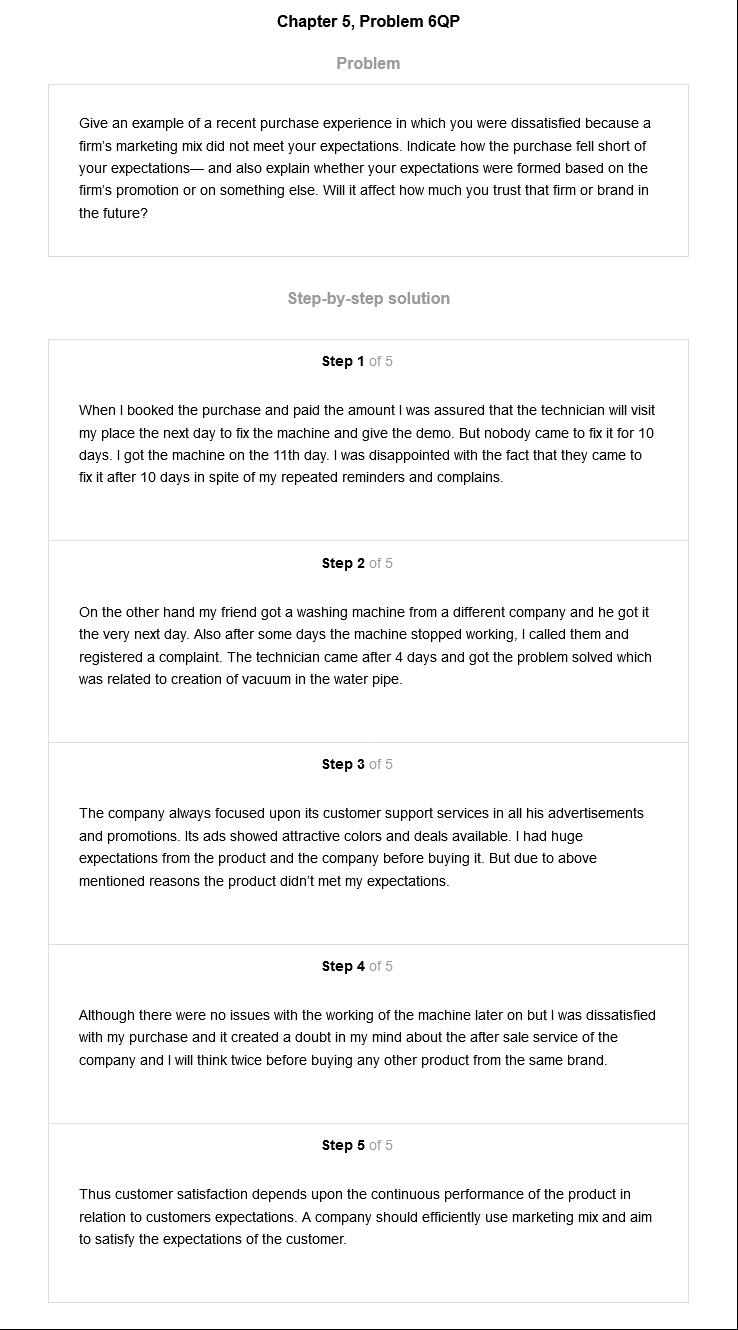 Chapter 5, Problem 6QP
Problem
Give an example of a recent purchase experience in which you were dissatisfied because a
firm's marketing mix did not meet your expectations. Indicate how the purchase fell short of
your expectations— and also explain whether your expectations were formed based on the
firm's promotion or on something else. Will it affect how much you trust that firm or brand in
the future?
Step-by-step solution
Step 1 of 5
When I booked the purchase and paid the amount I was assured that the technician will visit
my place the next day to fix the machine and give the demo. But nobody came to fix it for 10
days. I got the machine on the 11th day. I was disappointed with the fact that they came to
fix it after 10 days in spite of my repeated reminders and complains.
Step 2 of 5
On the other hand my friend got a washing machine from a different company and he got it
the very next day. Also after some days the machine stopped working, I called them and
registered a complaint. The technician came after 4 days and got the problem solved which
was related to creation of vacuum in the water pipe.
Step 3 of 5
The company always focused upon its customer support services in all his advertisements
and promotions. Its ads showed attractive colors and deals available. I had huge
expectations from the product and the company before buying it. But due to above
mentioned reasons the product didn't met my expectations.
Step 4 of 5
Although there were no issues with the working of the machine later on but I was dissatisfied
with my purchase and it created a doubt in my mind about the after sale service of the
company and I will think twice before buying any other product from the same brand.
Step 5 of 5
Thus customer satisfaction depends upon the continuous performance of the product in
relation to customers expectations. A company should efficiently use marketing mix and aim
to satisfy the expectations of the customer.